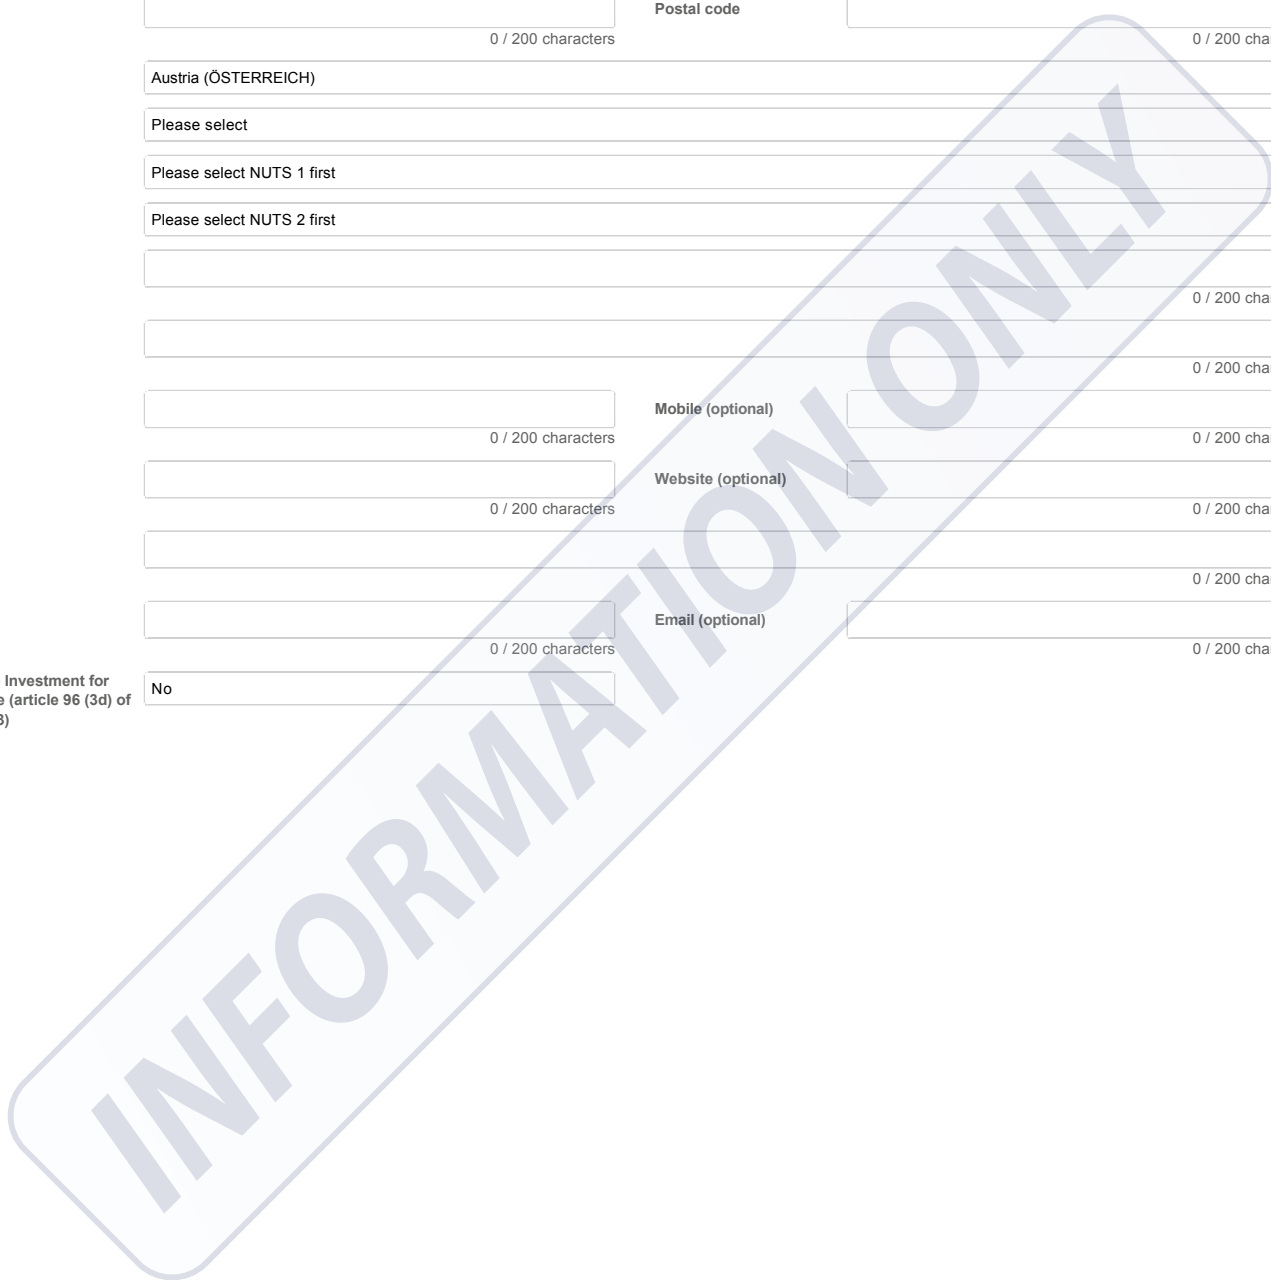 Postal code
0 / 200 characters
0 / 200 cha
Austria (ÖSTERREICH)
Please select
Please select NUTS 1 first
Please select NUTS 2 first
0 / 200 cha
0 / 200 cha
Mobile (optional)
0 / 200 characters
0 / 200 cha
Website (optional)
0 / 200 characters
0 / 200 cha
0 / 200 cha
Email (optional)
0 / 200 characters
0 / 200 cha
Investment for
No
e (article 96 (3d) of
3)
INFORMATION ONLY